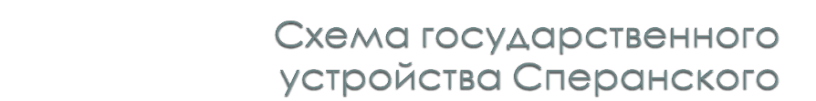 Схема государственного
устройства Сперанского